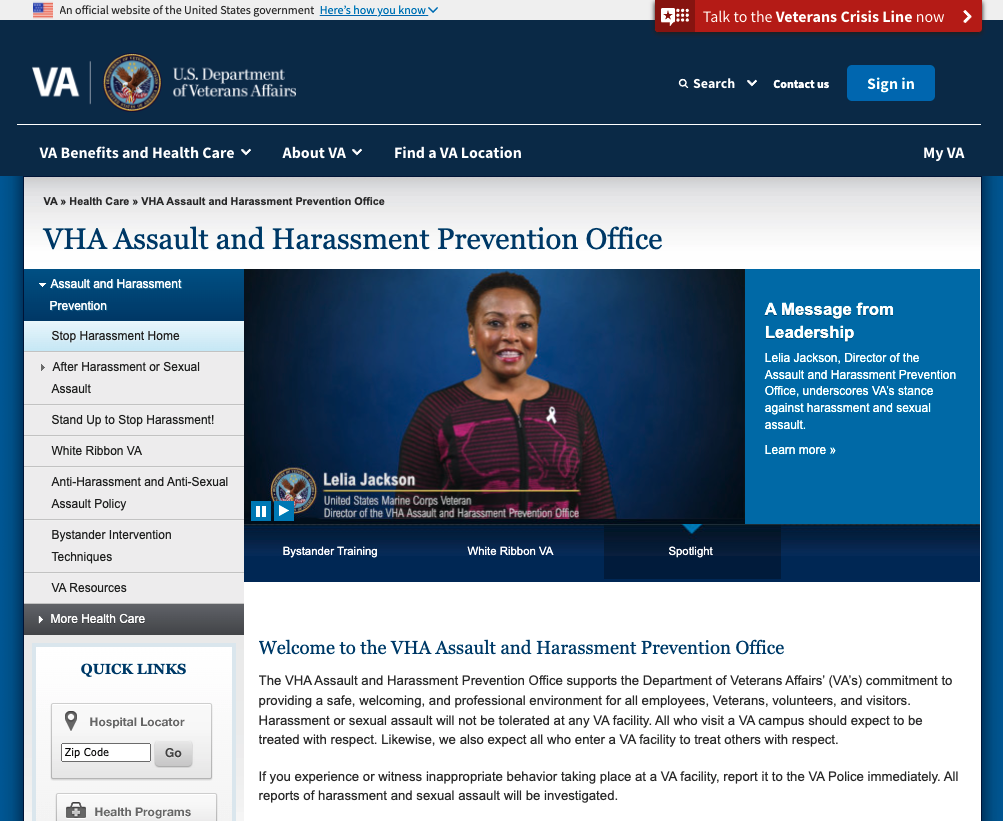 An official website of the United States government Here's how you know
Talk to the Veterans Crisis Line now
VA
U.S. Department
of Veterans Affairs
Search
Contact us
Sign in
VA Benefits and Health Care
About VA
Find a VA Location
My VA
VA » Health Care » VHA Assault and Harassment Prevention Office
VHA Assault and Harassment Prevention Office
Assault and Harassment
Prevention
Stop Harassment Home
After Harassment or Sexual
Assault
Stand Up to Stop Harassment!
White Ribbon VA
Anti-Harassment and Anti-Sexual
Assault Policy
Bystander Intervention
Techniques
VA Resources
More Health Care
QUICK LINKS
Hospital Locator
Zip Code
Go
Health Programs
Lelia Jackson
United States Marine Corps Veteran
Director of the VHA Assault and Harassment Prevention Office
A Message from
Leadership
Lelia Jackson, Director of the
Assault and Harassment Prevention
Office, underscores VA's stance
against harassment and sexual
assault.
Learn more »
Bystander Training
White Ribbon VA
Spotlight
Welcome to the VHA Assault and Harassment Prevention Office
The VHA Assault and Harassment Prevention Office supports the Department of Veterans Affairs' (VA's) commitment to
providing a safe, welcoming, and professional environment for all employees, Veterans, volunteers, and visitors.
Harassment or sexual assault will not be tolerated at any VA facility. All who visit a VA campus should expect to be
treated with respect. Likewise, we also expect all who enter a VA facility to treat others with respect.
If you experience or witness inappropriate behavior taking place at a VA facility, report it to the VA Police immediately. All
reports of harassment and sexual assault will be investigated.